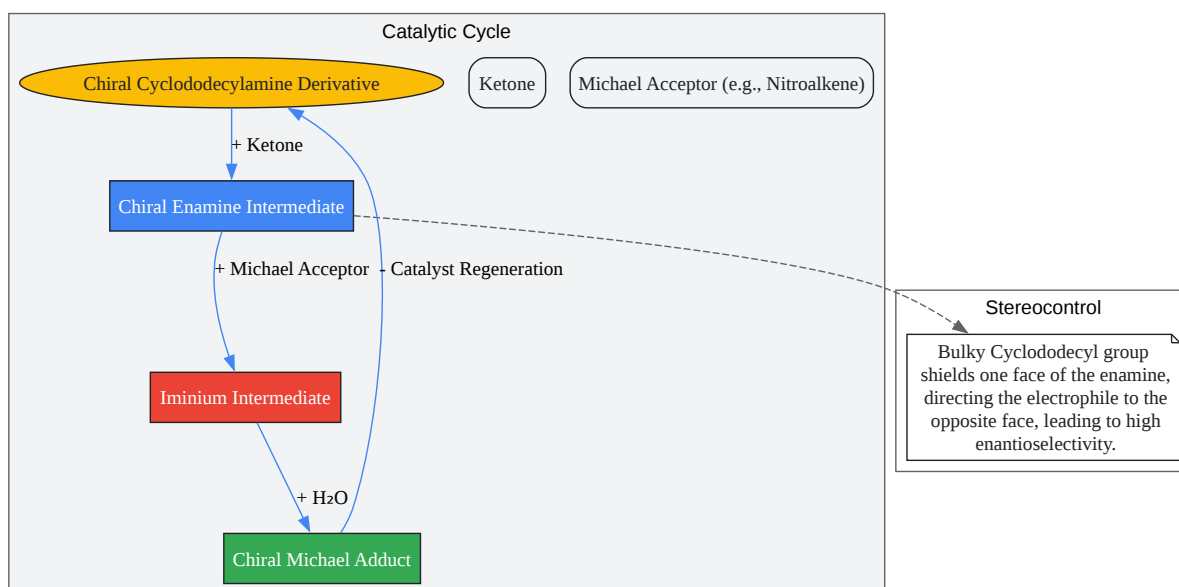 Catalytic Cycle
Chiral Cyclododecylamine Derivative
Ketone
Michael Acceptor (e.g., Nitroalkene)
+ Ketone
Chiral Enamine Intermediate
+ Michael Acceptor
- Catalyst Regeneration
Stereocontrol
Bulky Cyclododecyl group
shields one face of the enamine,
directing the electrophile to the
opposite face, leading to high
enantioselectivity.
Iminium Intermediate
+ H₂O
Chiral Michael Adduct